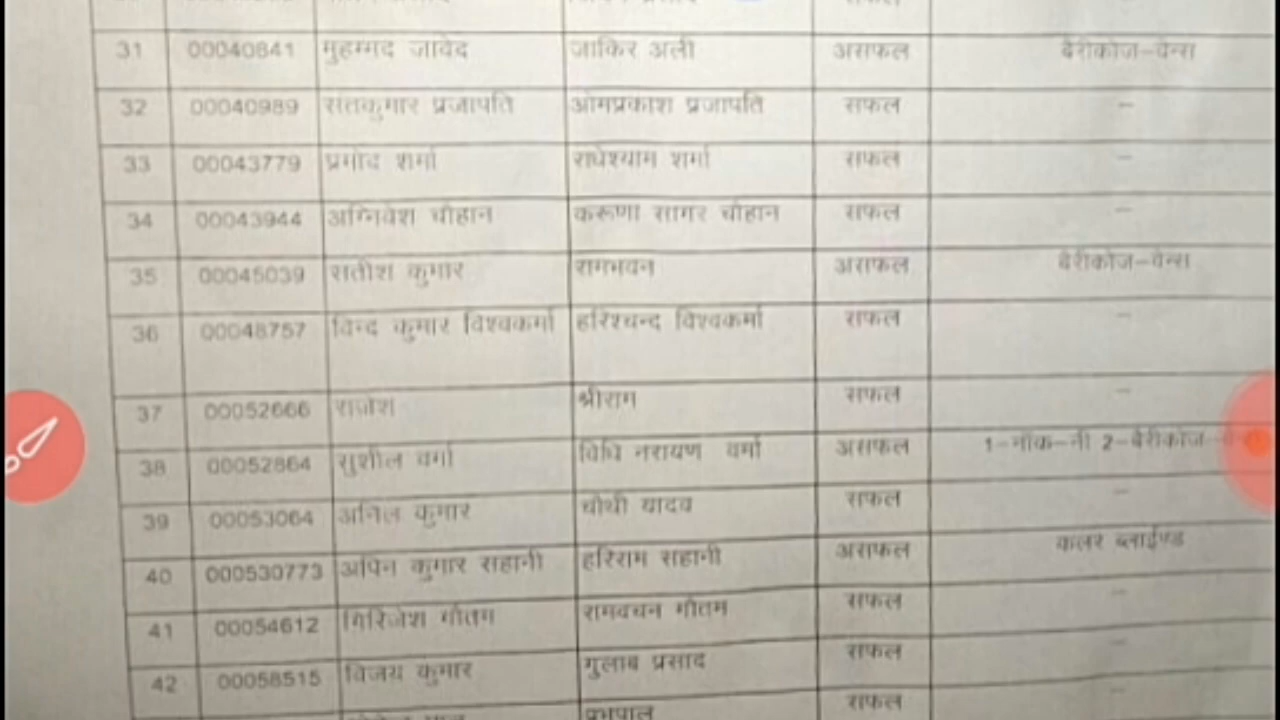 31 00040841 मुहम्मद जावेद जाकिर अली असफल वेरीकोज-वेन्स
32 00040989 संतकुमार प्रजापति ओमप्रकाश प्रजापति सफल –
33 00043779 प्रमोद शर्मा राधेश्याम शर्मा सफल –
34 00043944 अग्निवेश चौहान करूणा सागर चौहान सफल –
35 00045039 सतीश कुमार रामभवन असफल वेरीकोज-वेन्स
36 00048757 विन्द कुमार विश्वकर्मा हरिश्चन्द विश्वकर्मा सफल –
37 00052666 राजेश श्रीराम सफल –
38 00052864 सुशील वर्मा विधि नरायण वर्मा असफल 1-नॉक-नी 2-वेरीकोज
39 00053064 अनिल कुमार चौथी यादव सफल –
40 000530773 अपिन कुमार सहानी हरिराम सहानी असफल कलर ब्लाईण्ड
41 00054612 गिरिजेश गौतम रामवचन गौतम सफल –
42 00058515 विजय कुमार गुलाब प्रसाद सफल –
सफल –